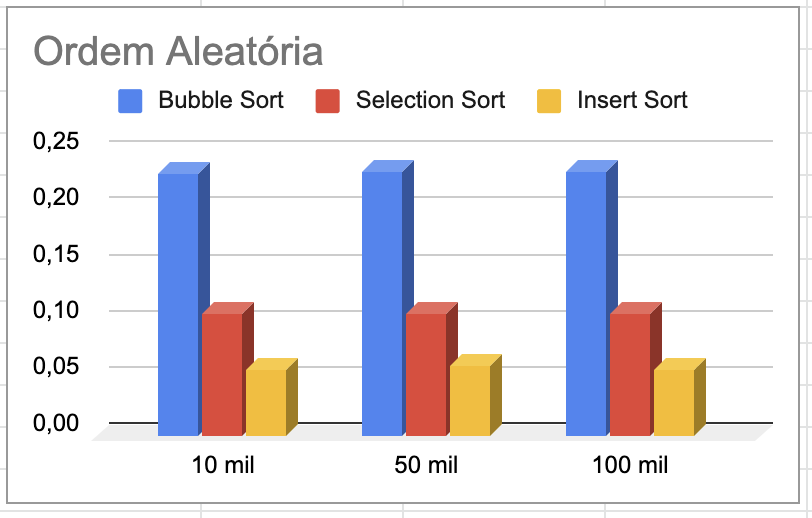 Ordem Aleatória
Bubble Sort Selection Sort Insert Sort
0,25
0,20
0,15
0,10
0,05
0,00
10 mil 50 mil 100 mil